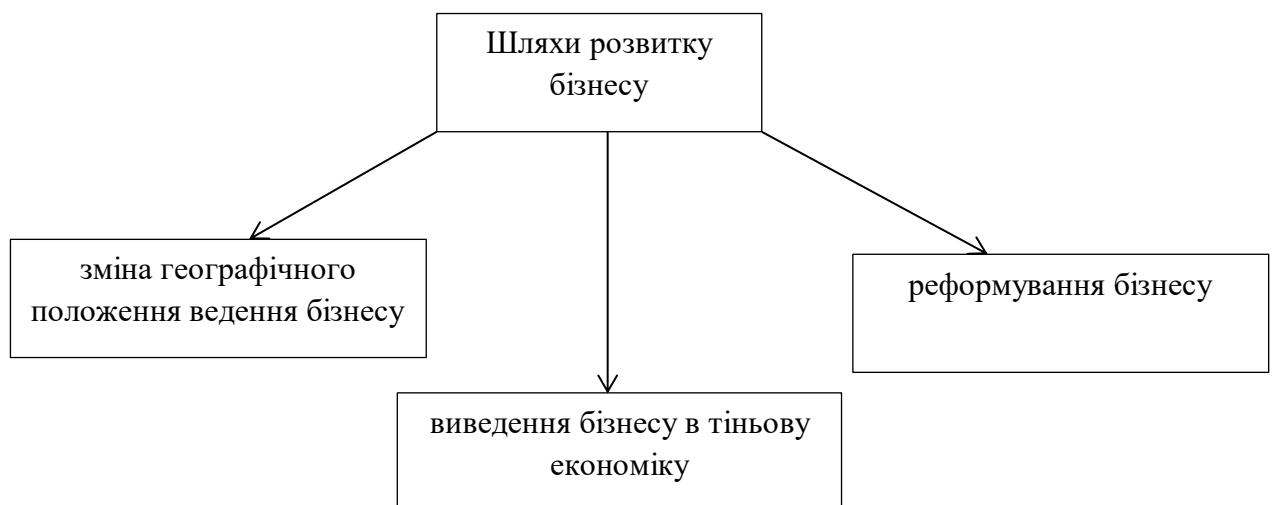 Шляхи розвитку
бізнесу
зміна географічного
положення ведення бізнесу
реформування бізнесу
виведення бізнесу в тіньову
економіку